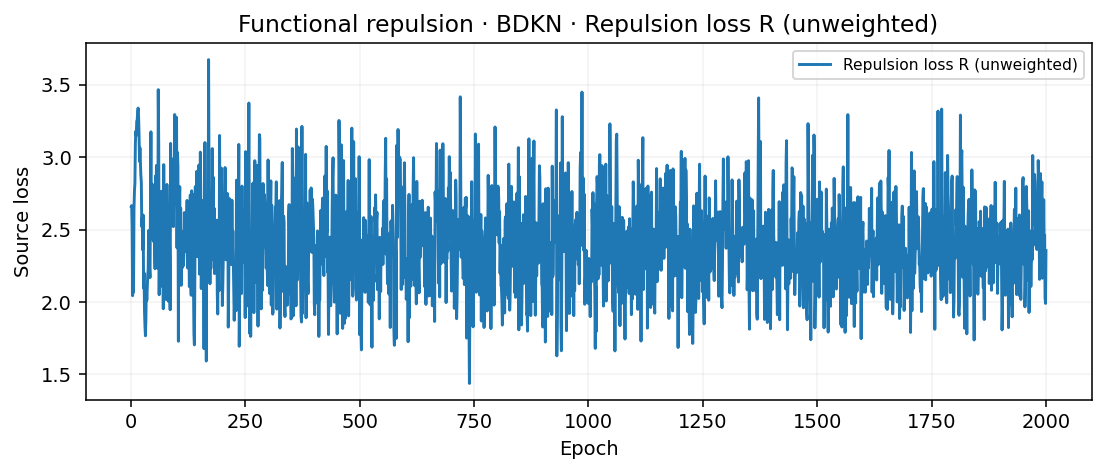 Functional repulsion · BDKN · Repulsion loss R (unweighted)
Repulsion loss R (unweighted)
Source loss
3.5
3.0
2.5
2.0
1.5
0 250 500 750 1000 1250 1500 1750 2000
Epoch